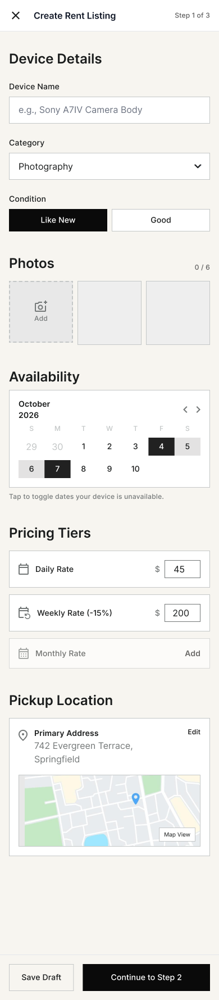 Create Rent Listing
Step 1 of 3
Device Details
Device Name
e.g., Sony A7IV Camera Body
Category
Photography
Condition
Like New
Good
Photos
0 / 6
Add
Availability
October
2026
S M T W T F S
29 30 1 2 3 4 5
6 7 8 9 10
Tap to toggle dates your device is unavailable.
Pricing Tiers
Daily Rate
$ 45
Weekly Rate (-15%)
$ 200
Monthly Rate
Add
Pickup Location
Primary Address
Edit
742 Evergreen Terrace,
Springfield
Map View
Save Draft
Continue to Step 2